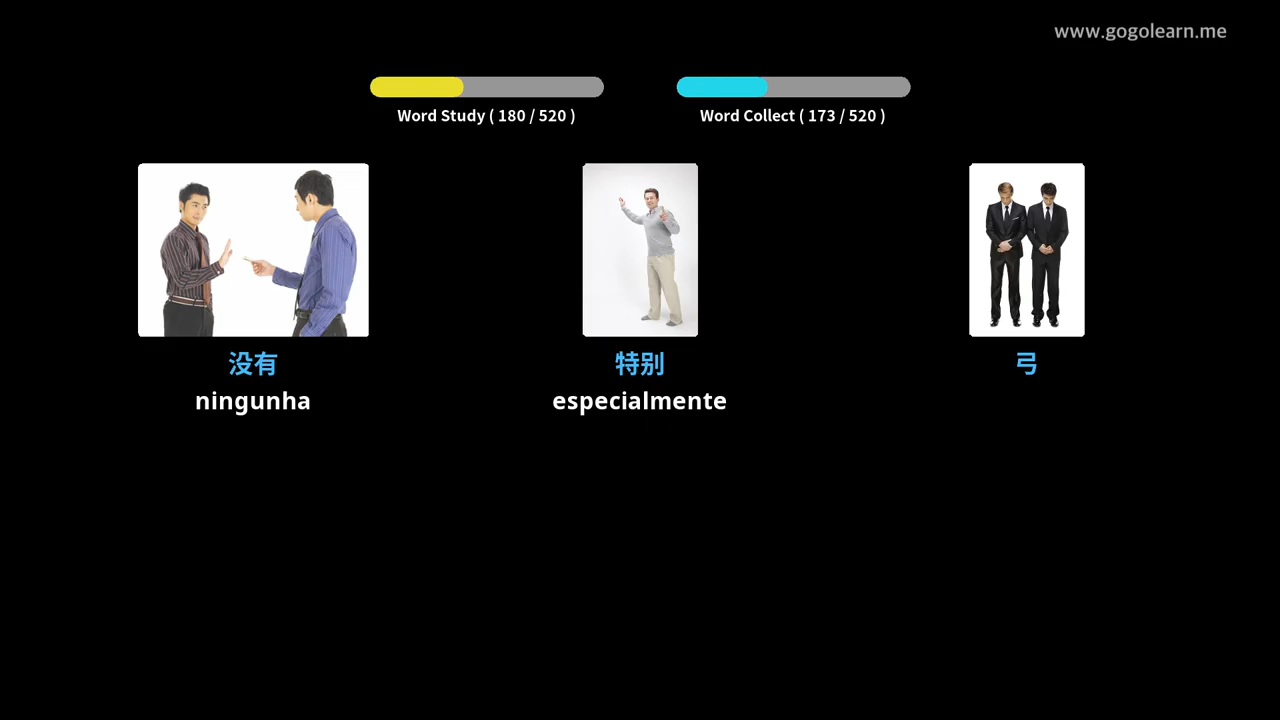 www.gogolearn.me
Word Study ( 180 / 520 )
Word Collect ( 173 / 520 )
没有
ningunha
特别
especialmente
弓